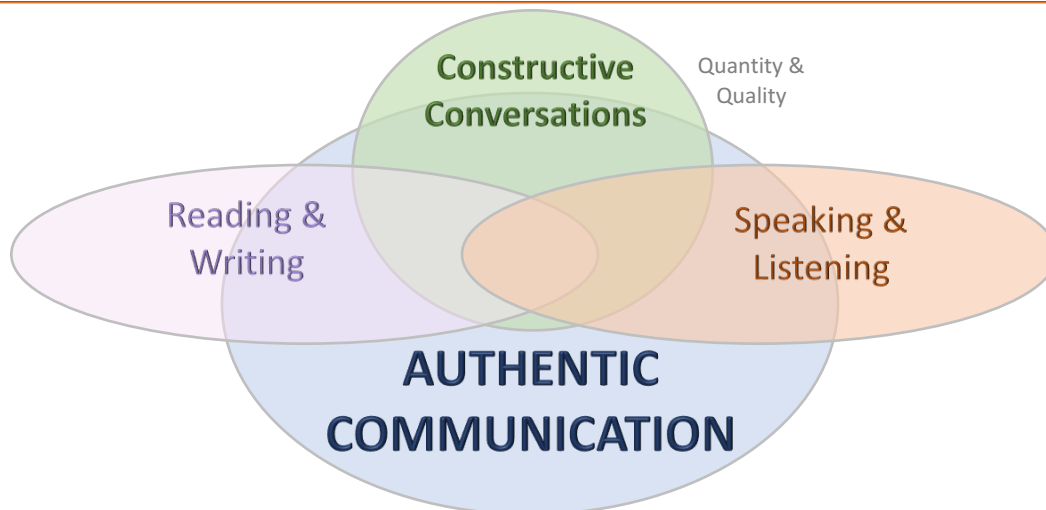 Constructive
Conversations
Quantity &
Quality
Reading &
Writing
Speaking &
Listening
AUTHENTIC
COMMUNICATION